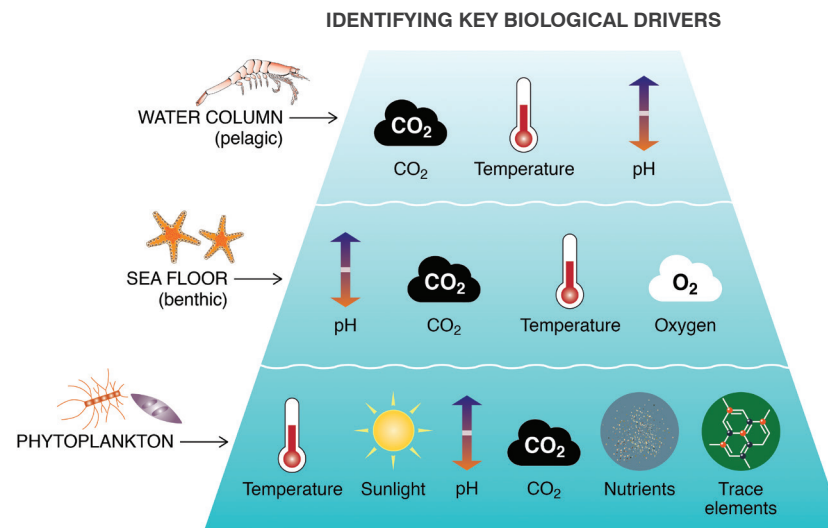 IDENTIFYING KEY BIOLOGICAL DRIVERS
WATER COLUMN
(pelagic)
CO₂
CO₂
Temperature
pH
SEA FLOOR
(benthic)
CO₂
O₂
pH
CO₂
Temperature
Oxygen
PHYTOPLANKTON
CO₂
Temperature
Sunlight
pH
CO₂
Nutrients
Trace
elements